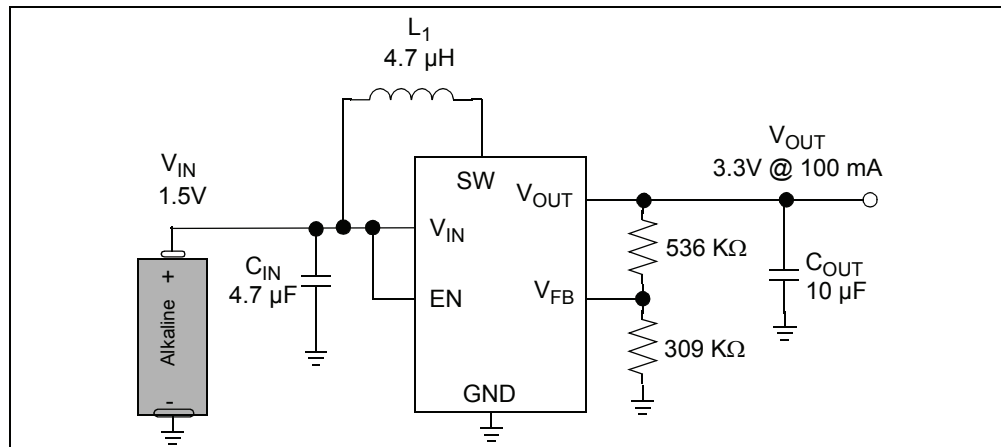 L1
4.7 µH
VIN
1.5V
VOUT
3.3V @ 100 mA
SW
VOUT
VIN
536 KΩ
CIN
4.7 µF
COUT
10 µF
EN
VFB
309 KΩ
GND
+
Alkaline
-